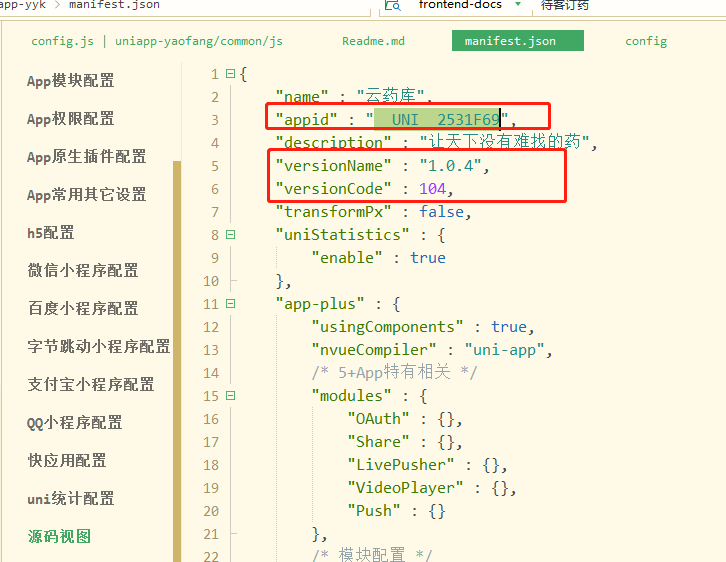 app-yyk > manifest.json
frontend-docs
待客订药
config.js | uniapp-yaofang/common/js
Readme.md
manifest.json
config
App模块配置
App权限配置
App原生插件配置
App常用其它设置
h5配置
微信小程序配置
百度小程序配置
字节跳动小程序配置
支付宝小程序配置
QQ小程序配置
快应用配置
uni统计配置
源码视图
1 {
2 "name" : "云药库",
3 "appid" : "__UNI__2531F69",
4 "description" : "让天下没有难找的药",
5 "versionName" : "1.0.4",
6 "versionCode" : 104,
7 "transformPx" : false,
8 "uniStatistics" : {
9 "enable" : true
10 },
11 "app-plus" : {
12 "usingComponents" : true,
13 "nvueCompiler" : "uni-app",
14 /* 5+App特有相关 */
15 "modules" : {
16 "OAuth" : {},
17 "Share" : {},
18 "LivePusher" : {},
19 "VideoPlayer" : {},
20 "Push" : {}
21 },
22 /* 模块配置 */